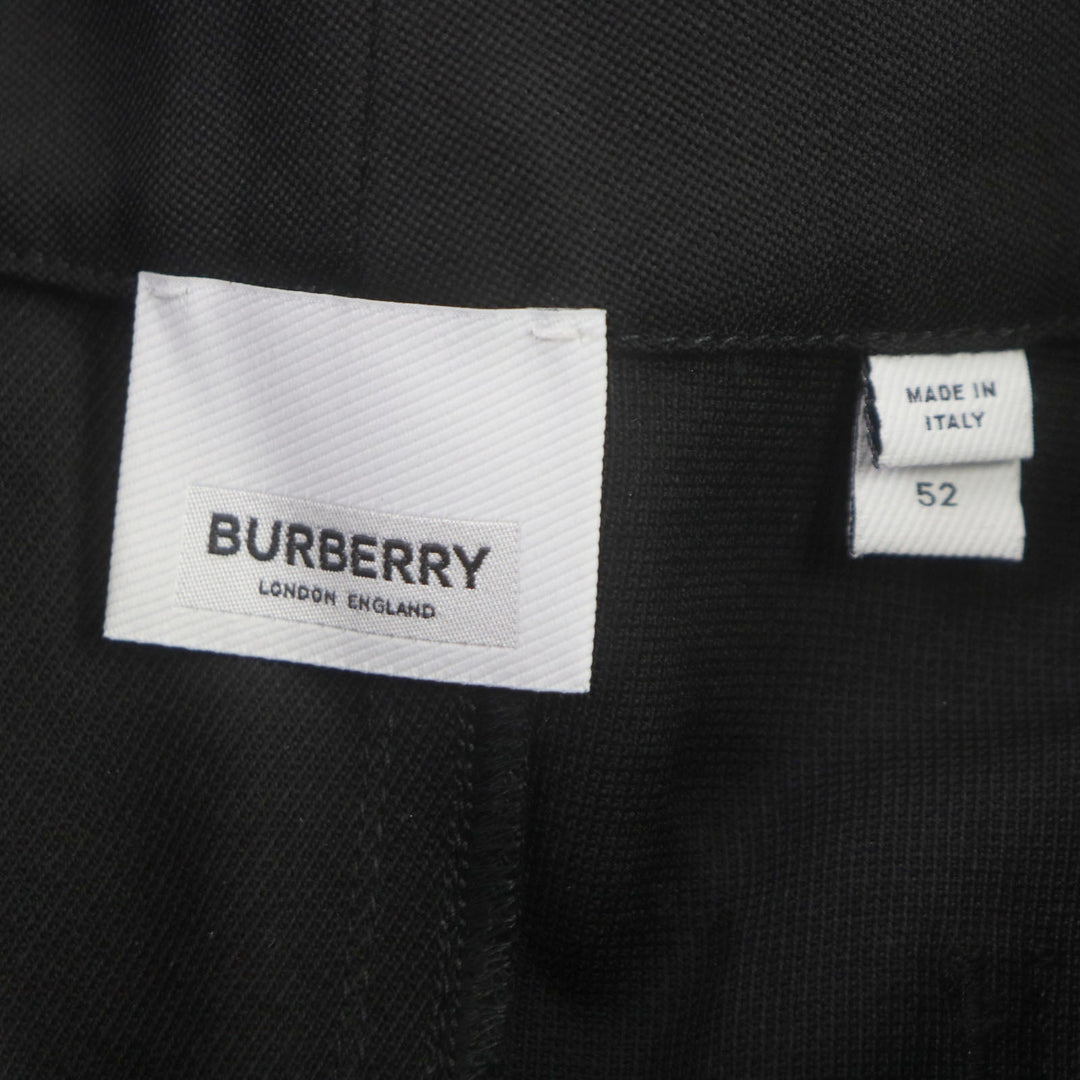 BURBERRY
LONDON ENGLAND
MADE IN
ITALY
52